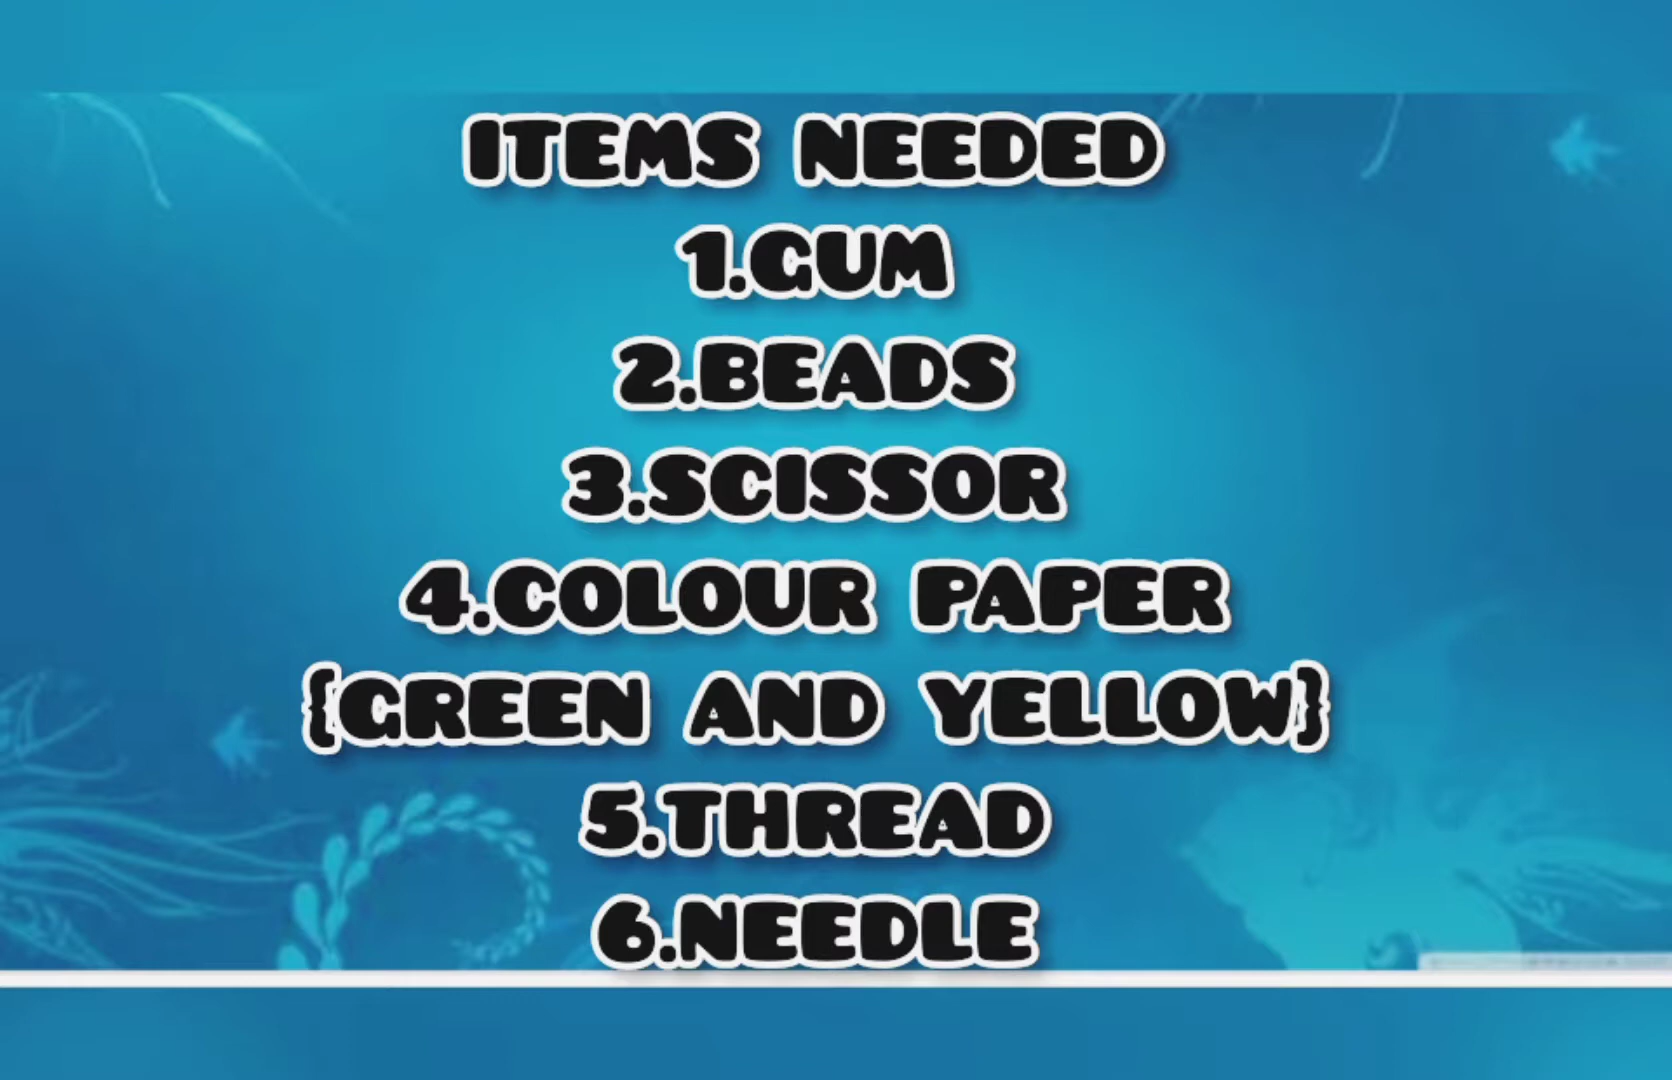 ITEMS NEEDED
1.GUM
2.BEADS
3.SCISSOR
4.COLOUR PAPER
{GREEN AND YELLOW}
5.THREAD
6.NEEDLE